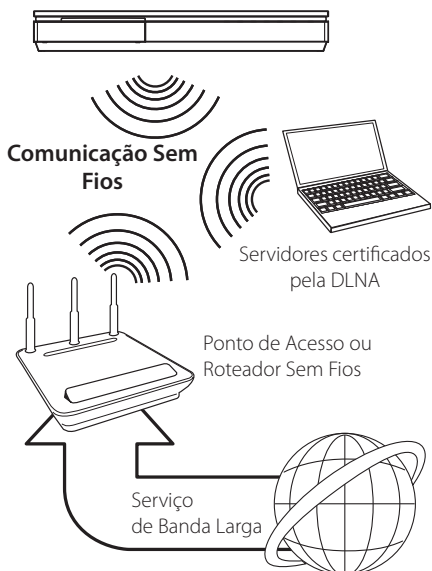 Comunicação Sem
Fios
Servidores certificados
pela DLNA
Ponto de Acesso ou
Roteador Sem Fios
Serviço
de Banda Larga